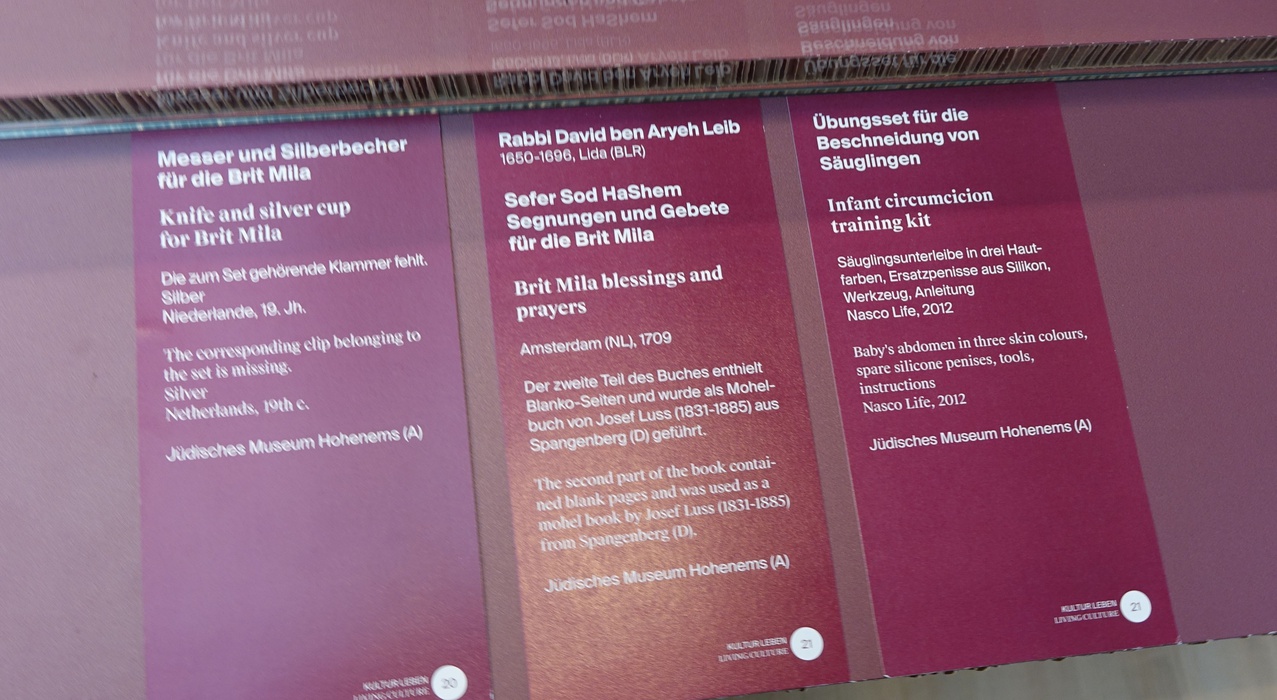 Messer und Silberbecher
für die Brit Mila
Knife and silver cup
for Brit Mila
Die zum Set gehörende Klammer fehlt.
Silber
Niederlande, 19. Jh.
The corresponding clip belonging to
the set is missing.
Silver
Netherlands, 19th c.
Jüdisches Museum Hohenems (A)
KULTUR LEBEN
LIVING CULTURE
20
Rabbi David ben Aryeh Leib
1650-1696, Lida (BLR)
Sefer Sod HaShem
Segnungen und Gebete
für die Brit Mila
Brit Mila blessings and
prayers
Amsterdam (NL), 1709
Der zweite Teil des Buches enthielt
Blanko-Seiten und wurde als Mohel-
buch von Josef Luss (1831-1885) aus
Spangenberg (D) geführt.
The second part of the book contai-
ned blank pages and was used as a
mohel book by Josef Luss (1831-1885)
from Spangenberg (D).
Jüdisches Museum Hohenems (A)
KULTUR LEBEN
LIVING CULTURE
21
Übungsset für die
Beschneidung von
Säuglingen
Infant circumcicion
training kit
Säuglingsunterleibe in drei Haut-
farben, Ersatzpenisse aus Silikon,
Werkzeug, Anleitung
Nasco Life, 2012
Baby's abdomen in three skin colours,
spare silicone penises, tools,
instructions
Nasco Life, 2012
Jüdisches Museum Hohenems (A)
KULTUR LEBEN
LIVING CULTURE
21